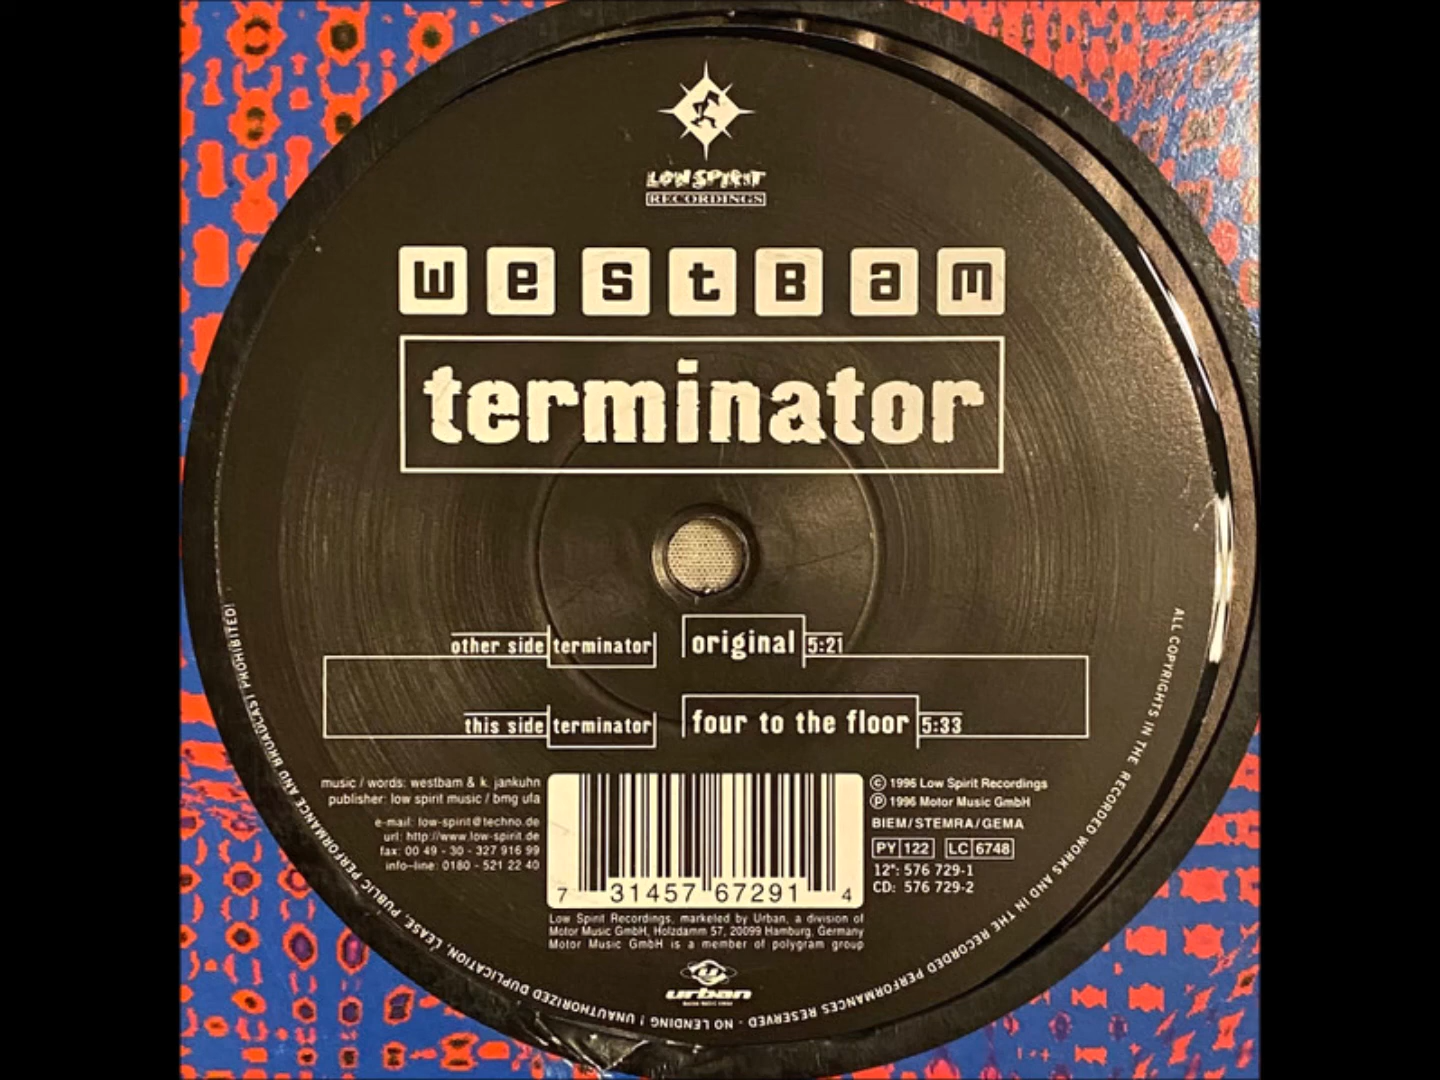 LOW SPIRIT
RECORDINGS
westBam
terminator
other side terminator original 5:21
this side terminator four to the floor 5:33
music / words: westbam & k. jankuhn
publisher: low spirit music / bmg ufa
e-mail: low-spirit@techno.de
url: http://www.low-spirit.de
fax: 00 49 - 30 - 327 916 99
info-line: 0180 - 521 22 40
7 31457 67291 4
© 1996 Low Spirit Recordings
℗ 1996 Motor Music GmbH
BIEM/STEMRA/GEMA
PY 122 LC 6748
12": 576 729-1
CD: 576 729-2
Low Spirit Recordings, marketed by Urban, a division of
Motor Music GmbH, Holzdamm 57, 20099 Hamburg, Germany
Motor Music GmbH is a member of polygram group
urban
ALL COPYRIGHTS IN THE RECORDED WORKS AND IN THE RECORDED PERFORMANCES RESERVED - NO LENDING ! UNAUTHORIZED DUPLICATION, LEASE, PUBLIC PERFORMANCE AND BROADCAST PROHIBITED!